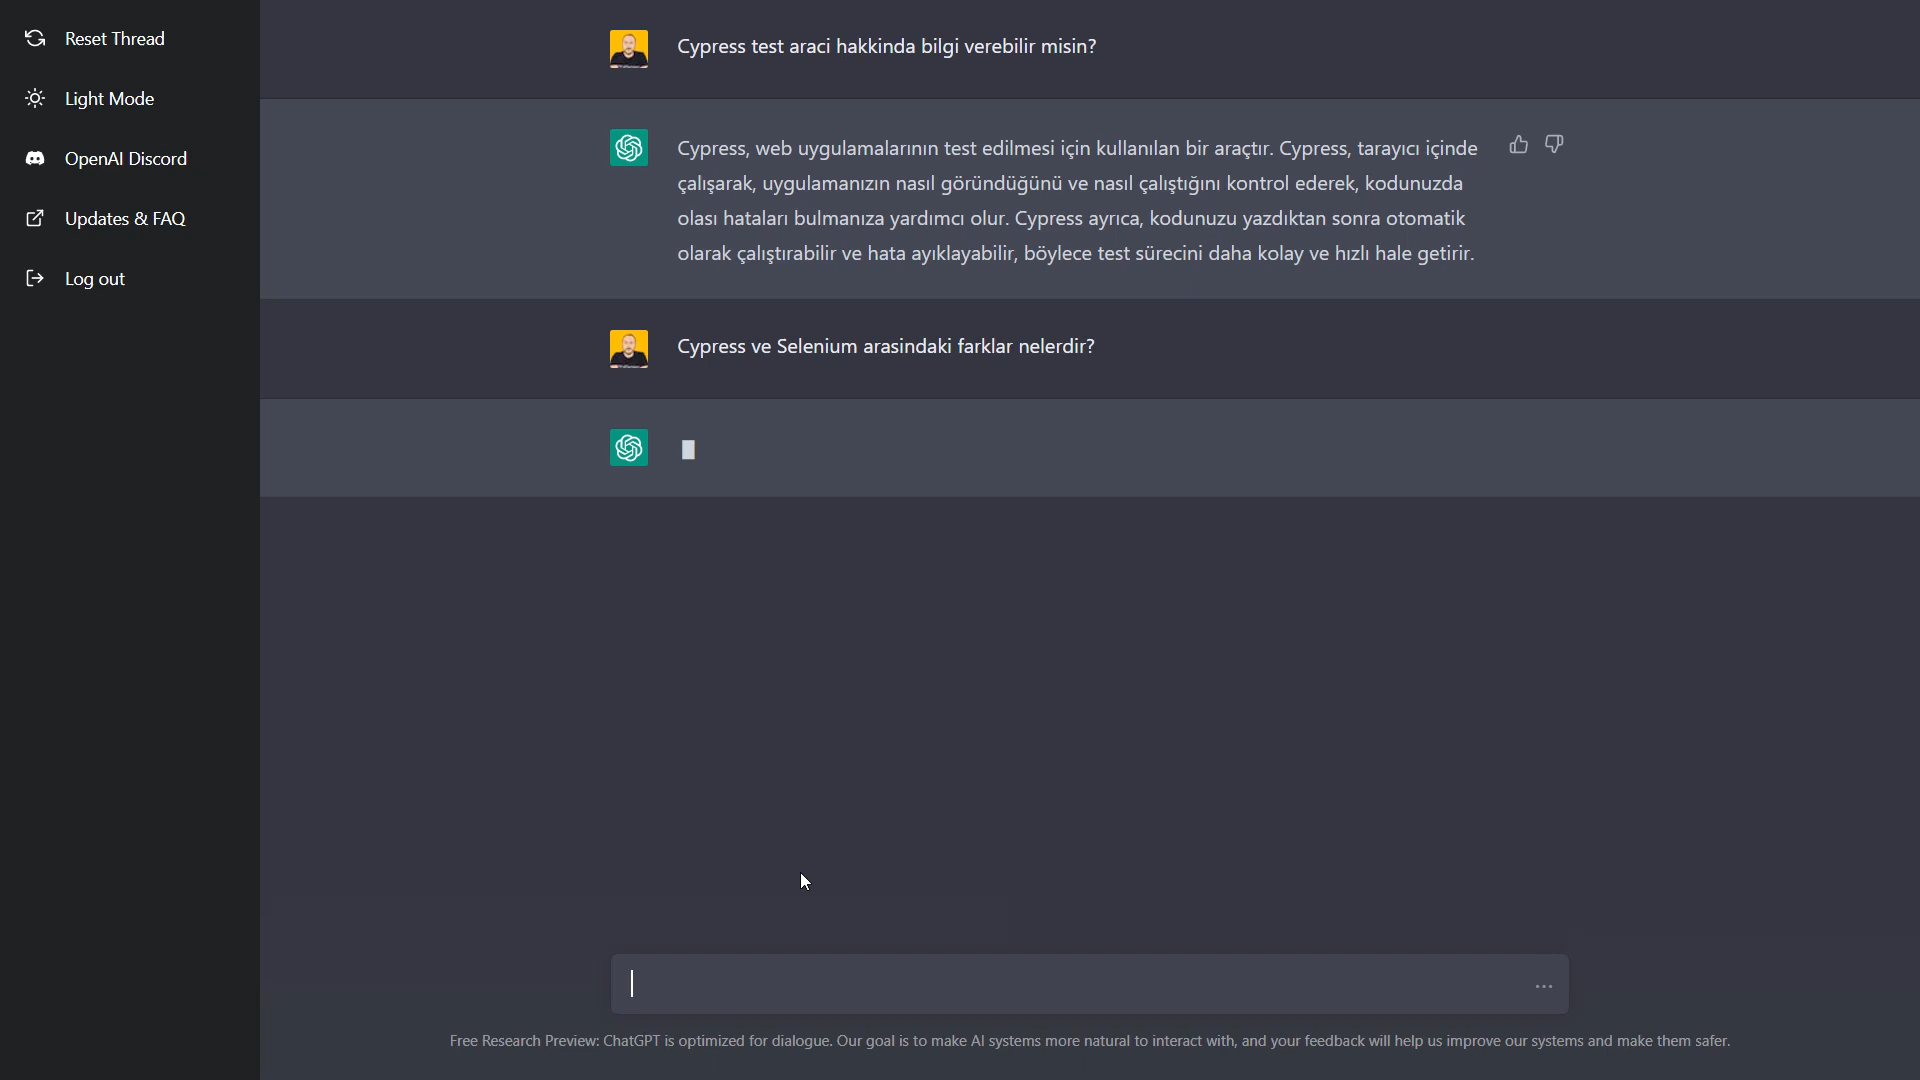 Reset Thread
Light Mode
OpenAI Discord
Updates & FAQ
Log out
Cypress test araci hakkinda bilgi verebilir misin?
Cypress, web uygulamalarının test edilmesi için kullanılan bir araçtır. Cypress, tarayıcı içinde
çalışarak, uygulamanızın nasıl göründüğünü ve nasıl çalıştığını kontrol ederek, kodunuzda
olası hataları bulmanıza yardımcı olur. Cypress ayrıca, kodunuzu yazdıktan sonra otomatik
olarak çalıştırabilir ve hata ayıklayabilir, böylece test sürecini daha kolay ve hızlı hale getirir.
Cypress ve Selenium arasindaki farklar nelerdir?
Free Research Preview: ChatGPT is optimized for dialogue. Our goal is to make AI systems more natural to interact with, and your feedback will help us improve our systems and make them safer.